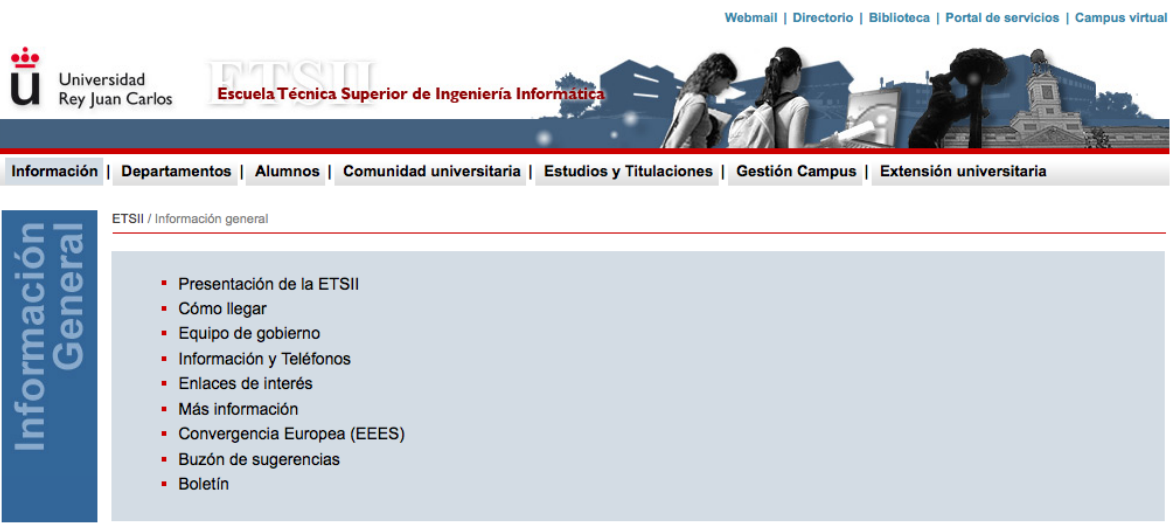 Webmail | Directorio | Biblioteca | Portal de servicios | Campus virtual
Universidad
Rey Juan Carlos
ETSII
Escuela Técnica Superior de Ingeniería Informática
Información | Departamentos | Alumnos | Comunidad universitaria | Estudios y Titulaciones | Gestión Campus | Extensión universitaria
Información
General
ETSII / Información general
Presentación de la ETSII
Cómo llegar
Equipo de gobierno
Información y Teléfonos
Enlaces de interés
Más información
Convergencia Europea (EEES)
Buzón de sugerencias
Boletín